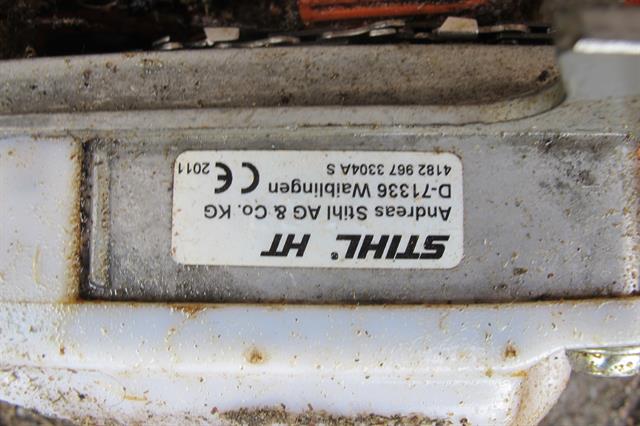 STIHL® HT
Andreas Stihl AG & Co. KG
D-71336 Waiblingen
4182 967 3304A S
CE 2011